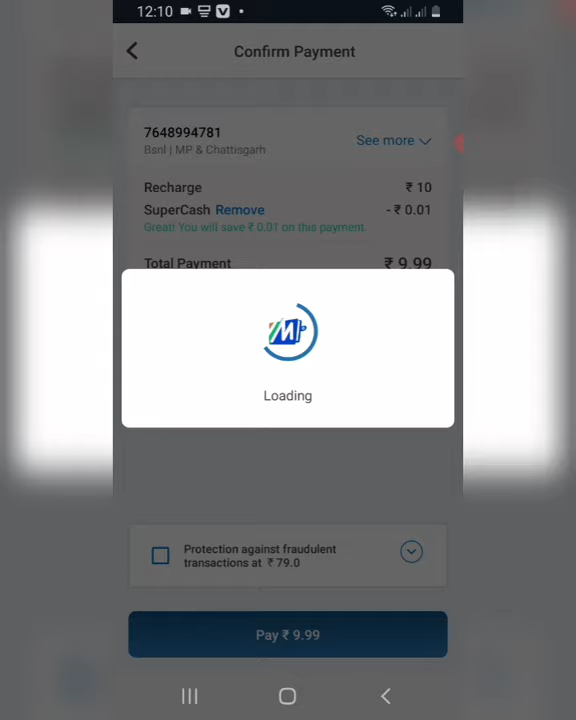 12:10
Confirm Payment
7648994781
See more
Bsnl | MP & Chattisgarh
Recharge ₹ 10
SuperCash Remove - ₹ 0.01
Great! You will save ₹ 0.01 on this payment.
Total Payment ₹ 9.99
Loading
Protection against fraudulent
transactions at ₹ 79.0
Pay ₹ 9.99